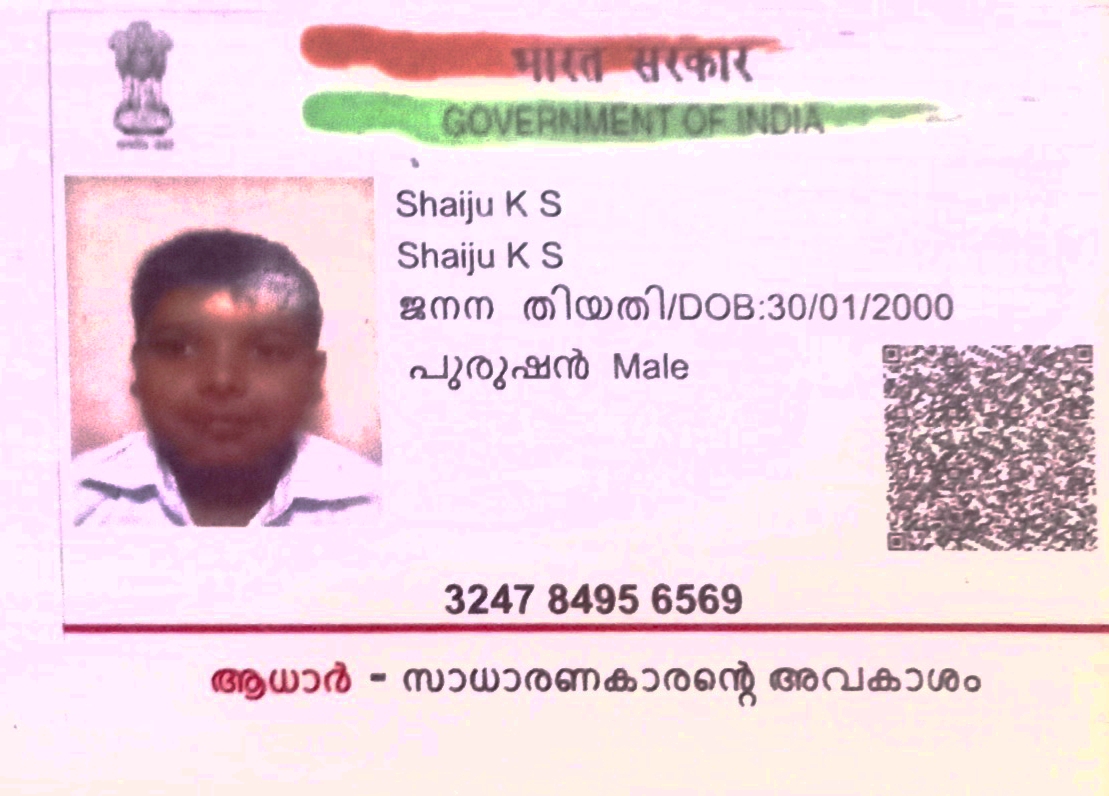 भारत सरकार
GOVERNMENT OF INDIA
Shaiju K S
Shaiju K S
ജനന തിയതി/DOB:30/01/2000
പുരുഷൻ Male
3247 8495 6569
ആധാർ - സാധാരണകാരന്റെ അവകാശം